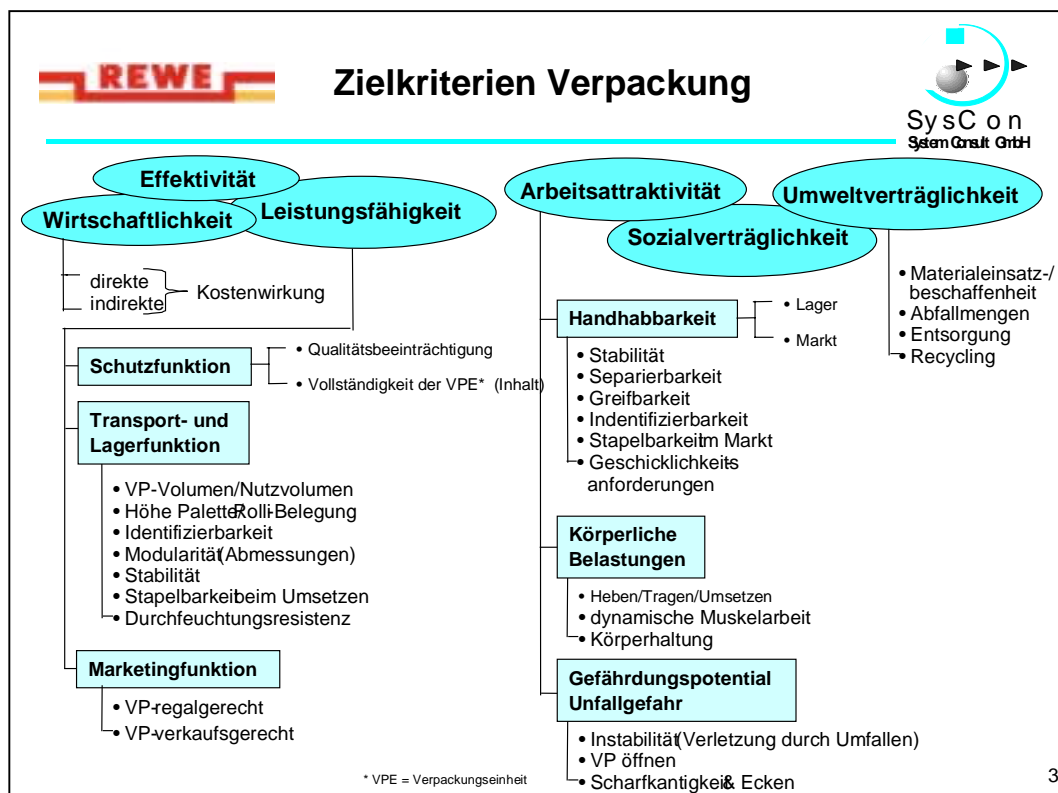 REWE
Zielkriterien Verpackung
SysCon
System Consult GmbH
Effektivität
Wirtschaftlichkeit
Leistungsfähigkeit
direkte
indirekte
Kostenwirkung
Schutzfunktion
• Qualitätsbeeinträchtigung
• Vollständigkeit der VPE* (Inhalt)
Transport- und
Lagerfunktion
• VP-Volumen/Nutzvolumen
• Höhe Palette/Rolli-Belegung
• Identifizierbarkeit
• Modularität(Abmessungen)
• Stabilität
• Stapelbarkeit beim Umsetzen
• Durchfeuchtungsresistenz
Marketingfunktion
• VP-regalgerecht
• VP-verkaufsgerecht
Arbeitsattraktivität
Sozialverträglichkeit
Umweltverträglichkeit
Handhabbarkeit
• Lager
• Markt
• Stabilität
• Separierbarkeit
• Greifbarkeit
• Indentifizierbarkeit
• Stapelbarkeit im Markt
• Geschicklichkeits-
anforderungen
Körperliche
Belastungen
• Heben/Tragen/Umsetzen
• dynamische Muskelarbeit
• Körperhaltung
Gefährdungspotential
Unfallgefahr
• Instabilität(Verletzung durch Umfallen)
• VP öffnen
• Scharfkantigkeit & Ecken
• Materialeinsatz-/
beschaffenheit
• Abfallmengen
• Entsorgung
• Recycling
* VPE = Verpackungseinheit
3